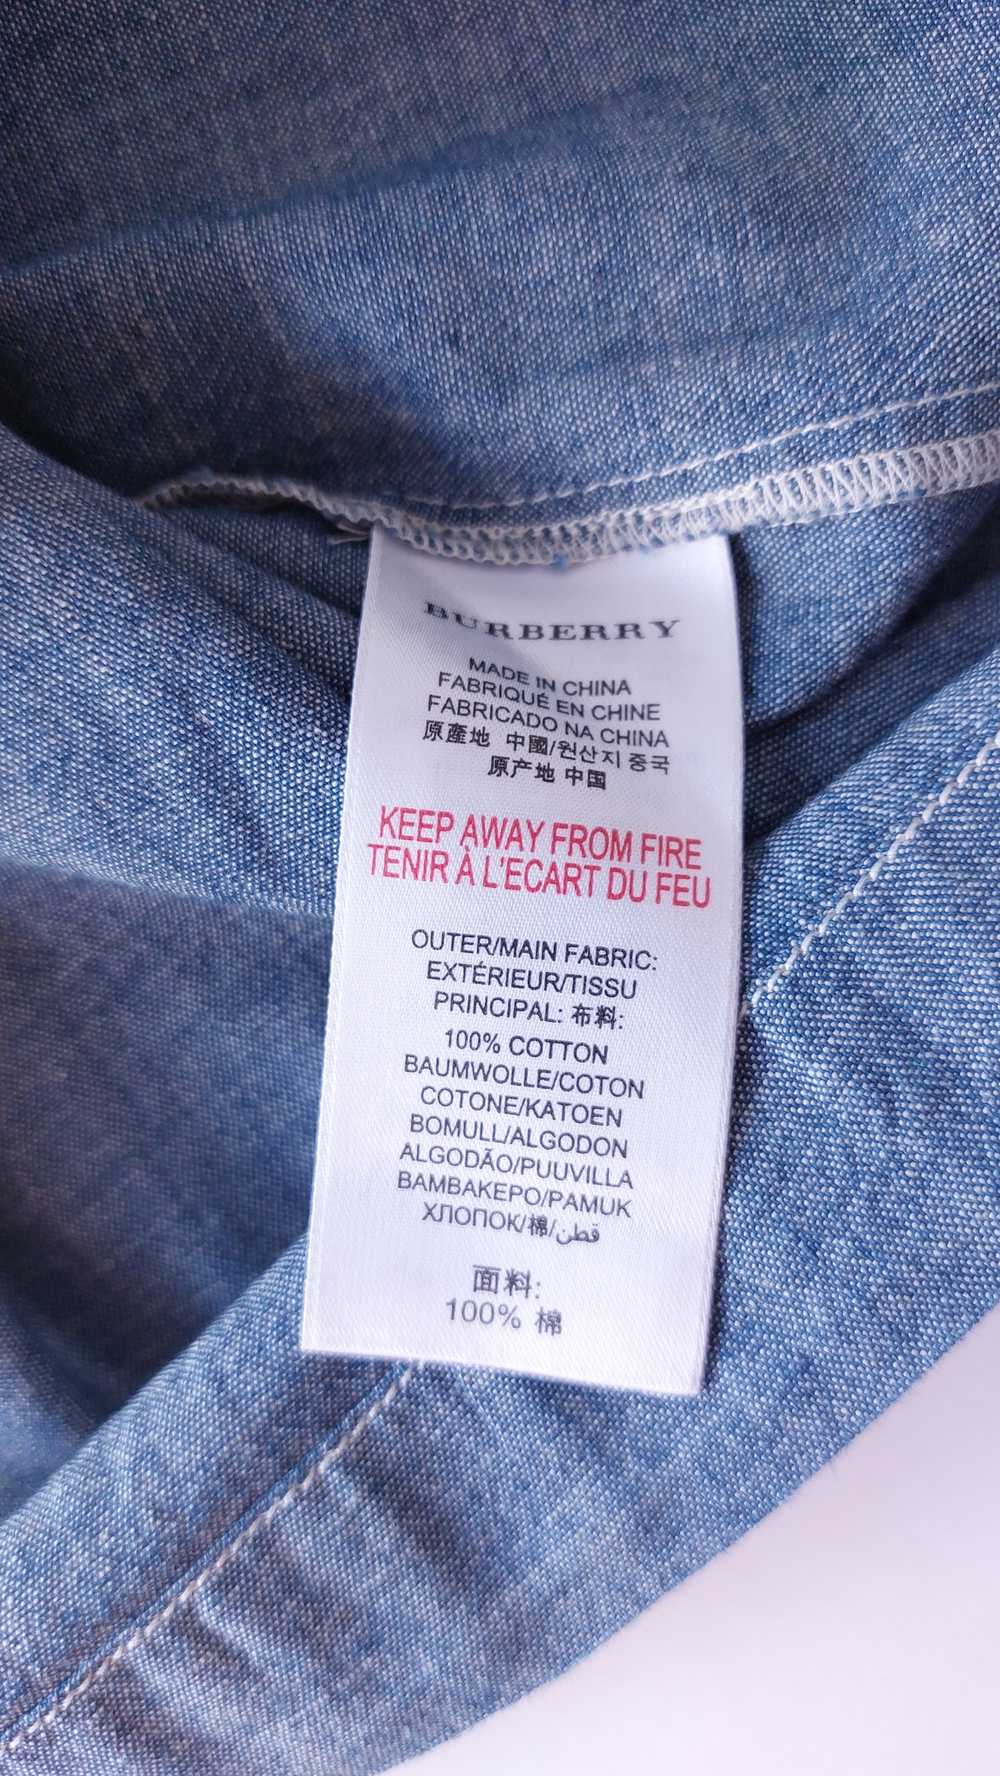 BURBERRY
MADE IN CHINA
FABRIQUÉ EN CHINE
FABRICADO NA CHINA
原產地 中國/원산지 중국
原产地 中国
KEEP AWAY FROM FIRE
TENIR À L'ECART DU FEU
OUTER/MAIN FABRIC:
EXTÉRIEUR/TISSU
PRINCIPAL: 布料:
100% COTTON
BAUMWOLLE/COTON
COTONE/KATOEN
BOMULL/ALGODON
ALGODÃO/PUUVILLA
ΒΑΜΒΑΚΕΡΟ/PAMUK
ХЛОПОК/棉/قطن
面料:
100% 棉